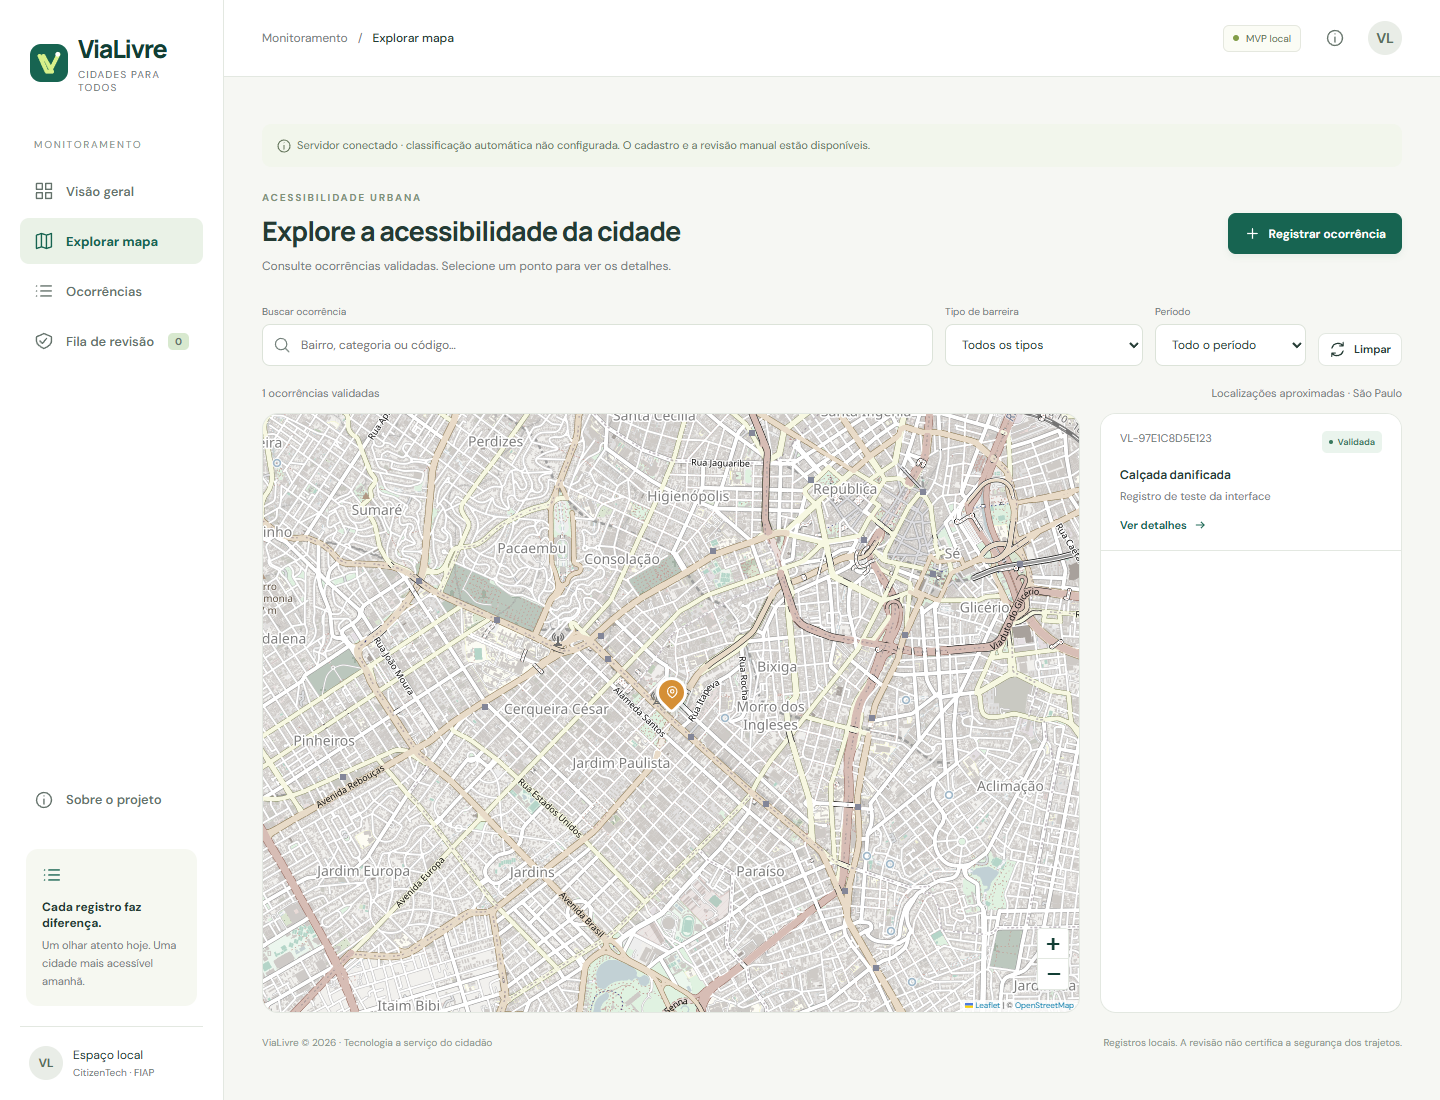 ViaLivre
CIDADES PARA
TODOS
MONITORAMENTO
Visão geral
Explorar mapa
Ocorrências
Fila de revisão 0
Sobre o projeto
Cada registro faz
diferença.
Um olhar atento hoje. Uma
cidade mais acessível
amanhã.
VL
Espaço local
CitizenTech · FIAP
Monitoramento / Explorar mapa
MVP local
VL
Servidor conectado · classificação automática não configurada. O cadastro e a revisão manual estão disponíveis.
ACESSIBILIDADE URBANA
Explore a acessibilidade da cidade
Consulte ocorrências validadas. Selecione um ponto para ver os detalhes.
Registrar ocorrência
Buscar ocorrência
Bairro, categoria ou código...
Tipo de barreira
Todos os tipos
Período
Todo o período
Limpar
1 ocorrências validadas
Localizações aproximadas · São Paulo
Santa Cecília
Perdizes
Rua Jaguaribe
Higienópolis
República
Sumaré
Pacaembu
Consolação
Sé
Glicério
Viaduto do Glicério
Rua João Moura
Bixiga
Rua Rocha
Rua Itapeva
Alameda Santos
Cerqueira César
Morro dos
Ingleses
Pinheiros
Jardim Paulista
Avenida Rebouças
Rua Estados Unidos
Aclimação
Jardim Europa
Avenida Europa
Jardins
Paraíso
Avenida Brasil
Itaim Bibi
+
−
Leaflet | © OpenStreetMap
VL-97E1C8D5E123
Validada
Calçada danificada
Registro de teste da interface
Ver detalhes
ViaLivre © 2026 · Tecnologia a serviço do cidadão
Registros locais. A revisão não certifica a segurança dos trajetos.